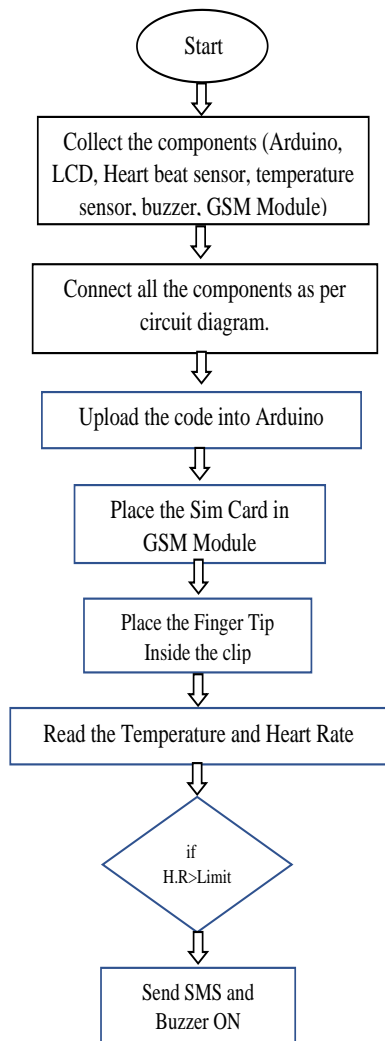 Start
Collect the components (Arduino,
LCD, Heart beat sensor, temperature
sensor, buzzer, GSM Module)
Connect all the components as per
circuit diagram.
Upload the code into Arduino
Place the Sim Card in
GSM Module
Place the Finger Tip
Inside the clip
Read the Temperature and Heart Rate
if
H.R>Limit
Send SMS and
Buzzer ON